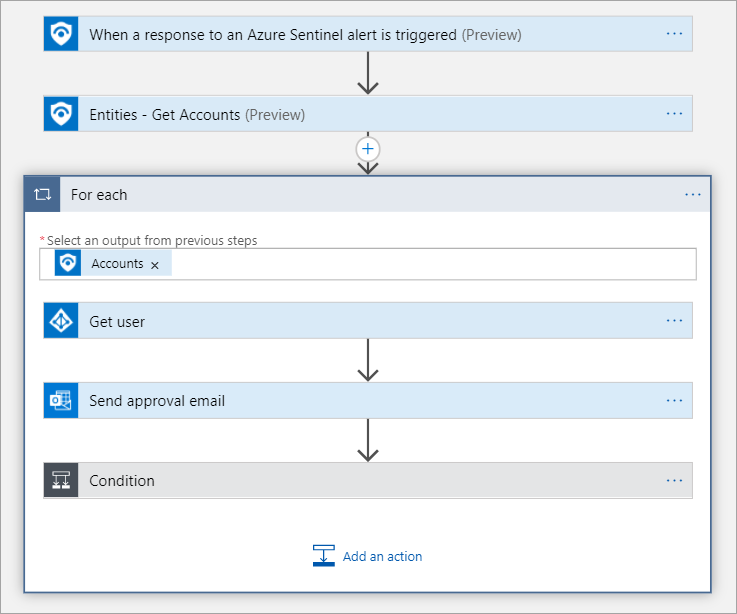 When a response to an Azure Sentinel alert is triggered (Preview)
Entities - Get Accounts (Preview)
For each
*Select an output from previous steps
Accounts
Get user
Send approval email
Condition
Add an action